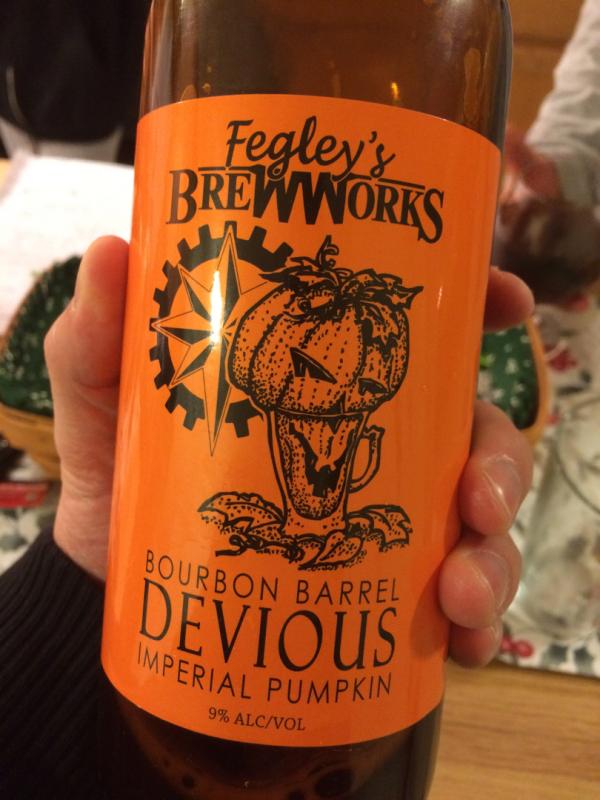 Fegley's
BREWWORKS
BOURBON BARREL
DEVIOUS
IMPERIAL PUMPKIN
9% ALC/VOL